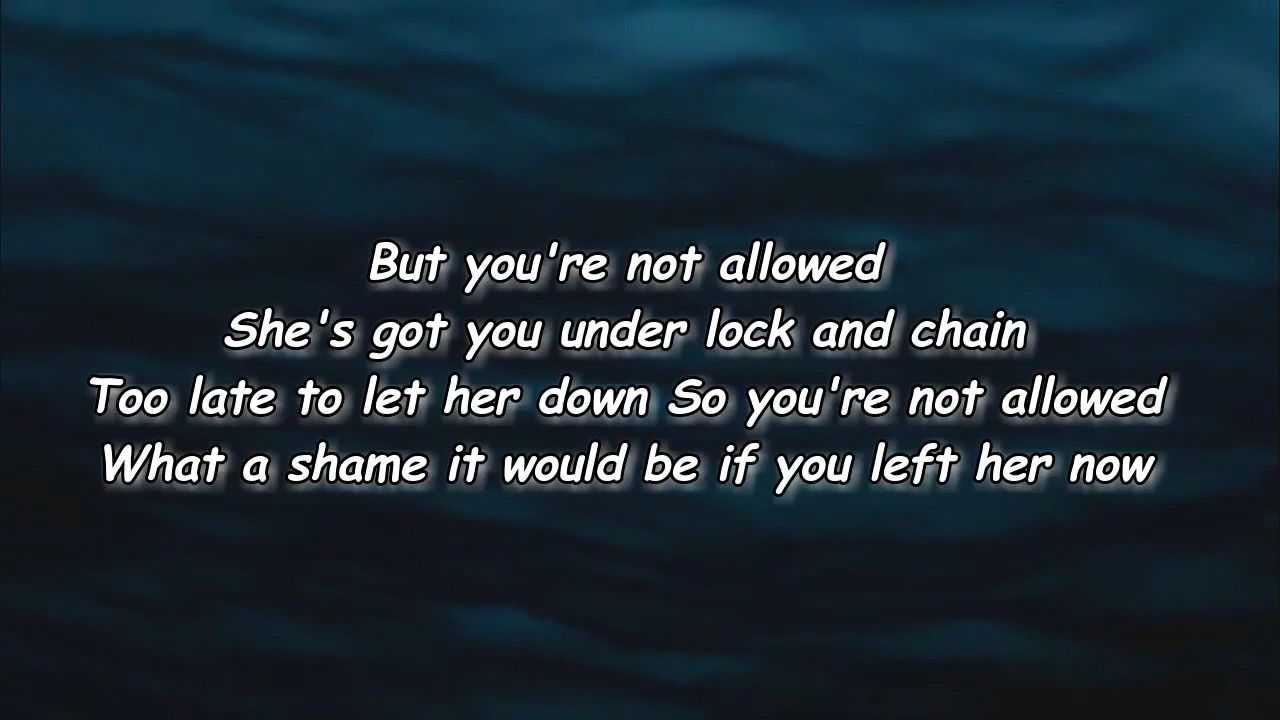 But you're not allowed
She's got you under lock and chain
Too late to let her down So you're not allowed
What a shame it would be if you left her now